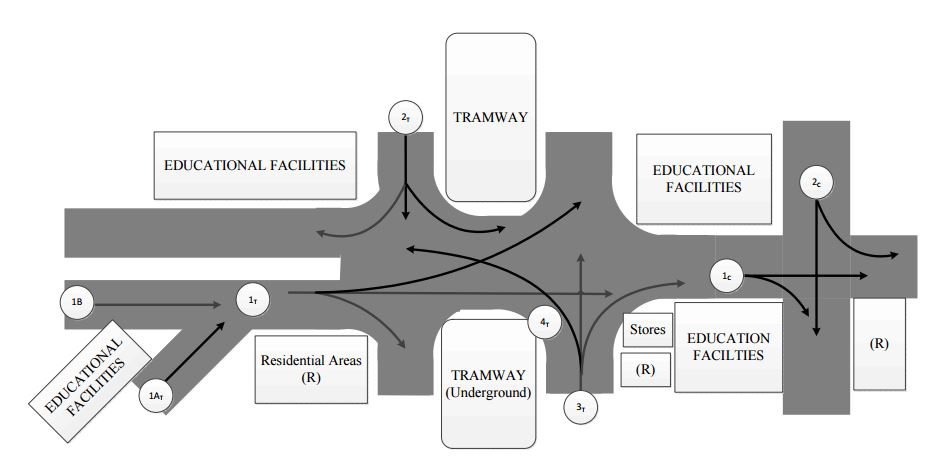 2T
TRAMWAY
EDUCATIONAL FACILITIES
EDUCATIONAL
FACILITIES
2C
1B
1T
1C
4T
EDUCATIONAL
FACILITIES
1AT
Residential Areas
(R)
TRAMWAY
(Underground)
Stores
(R)
EDUCATION
FACILTIES
(R)
3T